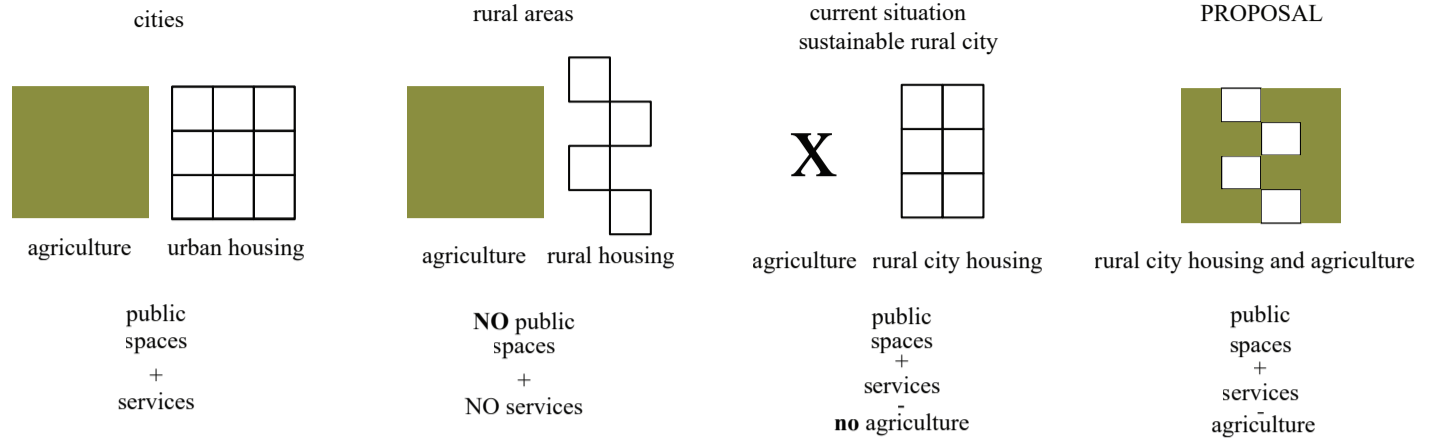 cities
agriculture urban housing
public
spaces
+
services
rural areas
agriculture rural housing
NO public
spaces
+
NO services
current situation
sustainable rural city
X
agriculture rural city housing
public
spaces
+
services
-
no agriculture
PROPOSAL
rural city housing and agriculture
public
spaces
+
services
-
agriculture